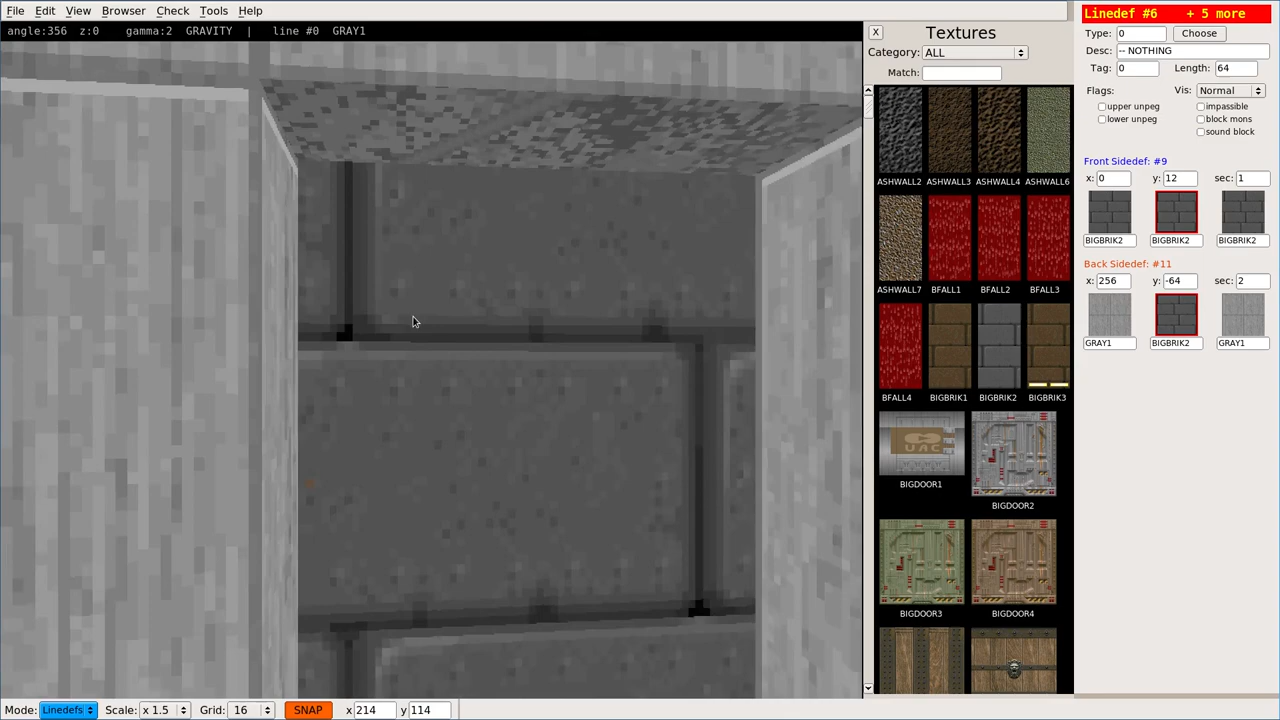 File Edit View Browser Check Tools Help
angle:356 z:0 gamma:2 GRAVITY | line #0 GRAY1
X Textures
Category: ALL
Match:
ASHWALL2 ASHWALL3 ASHWALL4 ASHWALL6
ASHWALL7 BFALL1 BFALL2 BFALL3
BFALL4 BIGBRIK1 BIGBRIK2 BIGBRIK3
UAC
BIGDOOR1 BIGDOOR2
BIGDOOR3 BIGDOOR4
Linedef #6 + 5 more
Type: 0 Choose
Desc: -- NOTHING
Tag: 0 Length: 64
Flags: Vis: Normal
upper unpeg impassible
lower unpeg block mons
sound block
Front Sidedef: #9
x: 0 y: 12 sec: 1
BIGBRIK2 BIGBRIK2 BIGBRIK2
Back Sidedef: #11
x: 256 y: -64 sec: 2
GRAY1 BIGBRIK2 GRAY1
Mode: Linedefs Scale: x 1.5 Grid: 16 SNAP x 214 y 114